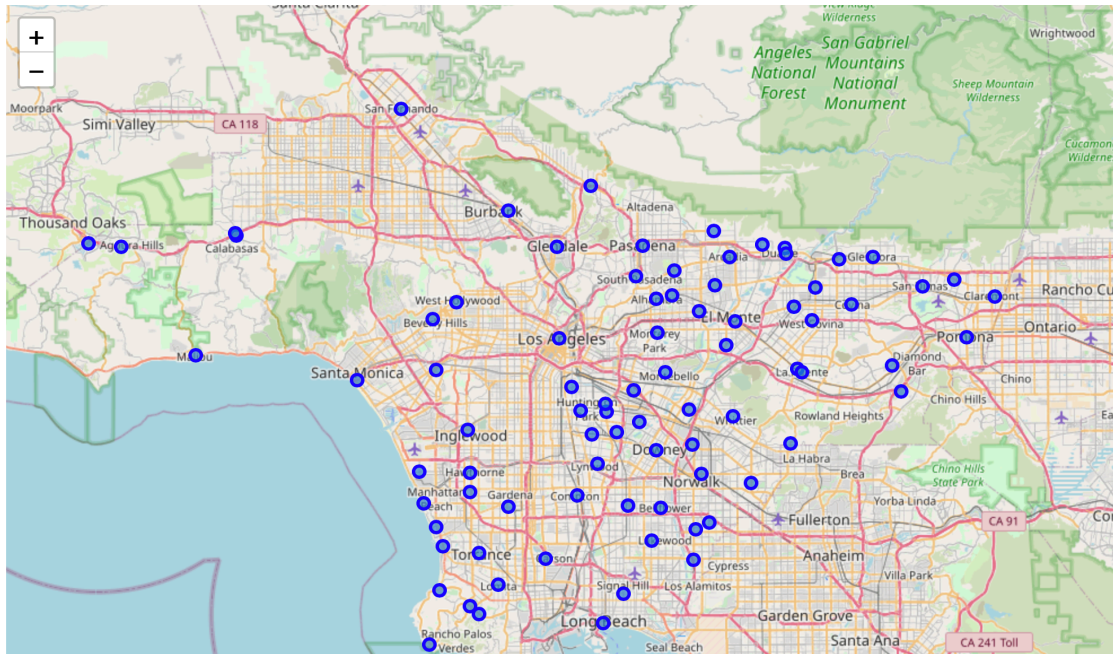 +
−
Santa Clarita
Wilderness
Wrightwood
Angeles
National
Forest
San Gabriel
Mountains
National
Monument
Sheep Mountain
Wilderness
Moorpark
Simi Valley
CA 118
San Fernando
Cucamonga
Wilderness
Thousand Oaks
Agoura Hills
Calabasas
Burbank
Altadena
Glendale
Pasadena
Arcadia
Duarte
Glendora
South Pasadena
San Dimas
Claremont
Rancho Cu
West Hollywood
Alhambra
Covina
Beverly Hills
El Monte
West Covina
Ontario
Los Angeles
Monterey
Park
Pomona
Malibu
Santa Monica
Montebello
La Puente
Diamond
Bar
Chino
Huntington
Park
Chino Hills
Whittier
Rowland Heights
Inglewood
Downey
La Habra
Brea
Lynwood
Hawthorne
Norwalk
Chino Hills
State Park
Manhattan
Beach
Gardena
Compton
Bellflower
Yorba Linda
Fullerton
CA 91
Lakewood
Anaheim
Torrance
Carson
Cypress
Villa Park
Lomita
Signal Hill
Los Alamitos
Long Beach
Garden Grove
Rancho Palos
Verdes
Seal Beach
Santa Ana
CA 241 Toll